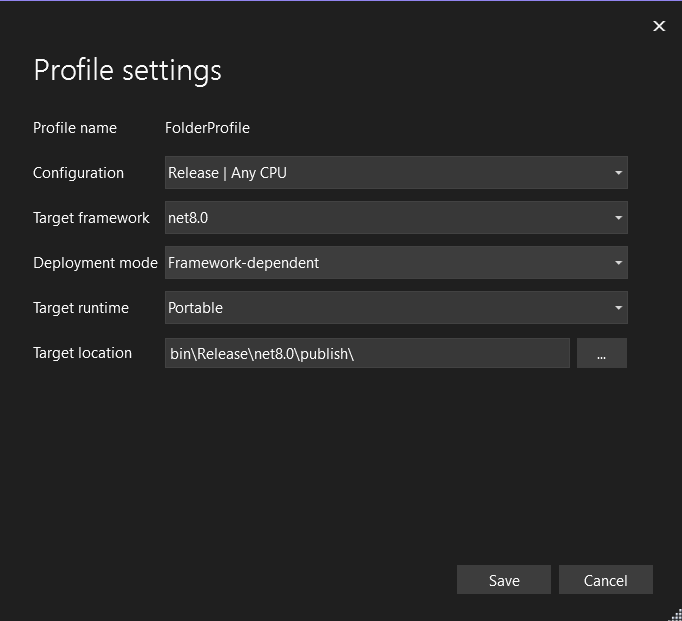 Profile settings
Profile name FolderProfile
Configuration Release | Any CPU
Target framework net8.0
Deployment mode Framework-dependent
Target runtime Portable
Target location bin\Release\net8.0\publish\ ...
Save Cancel